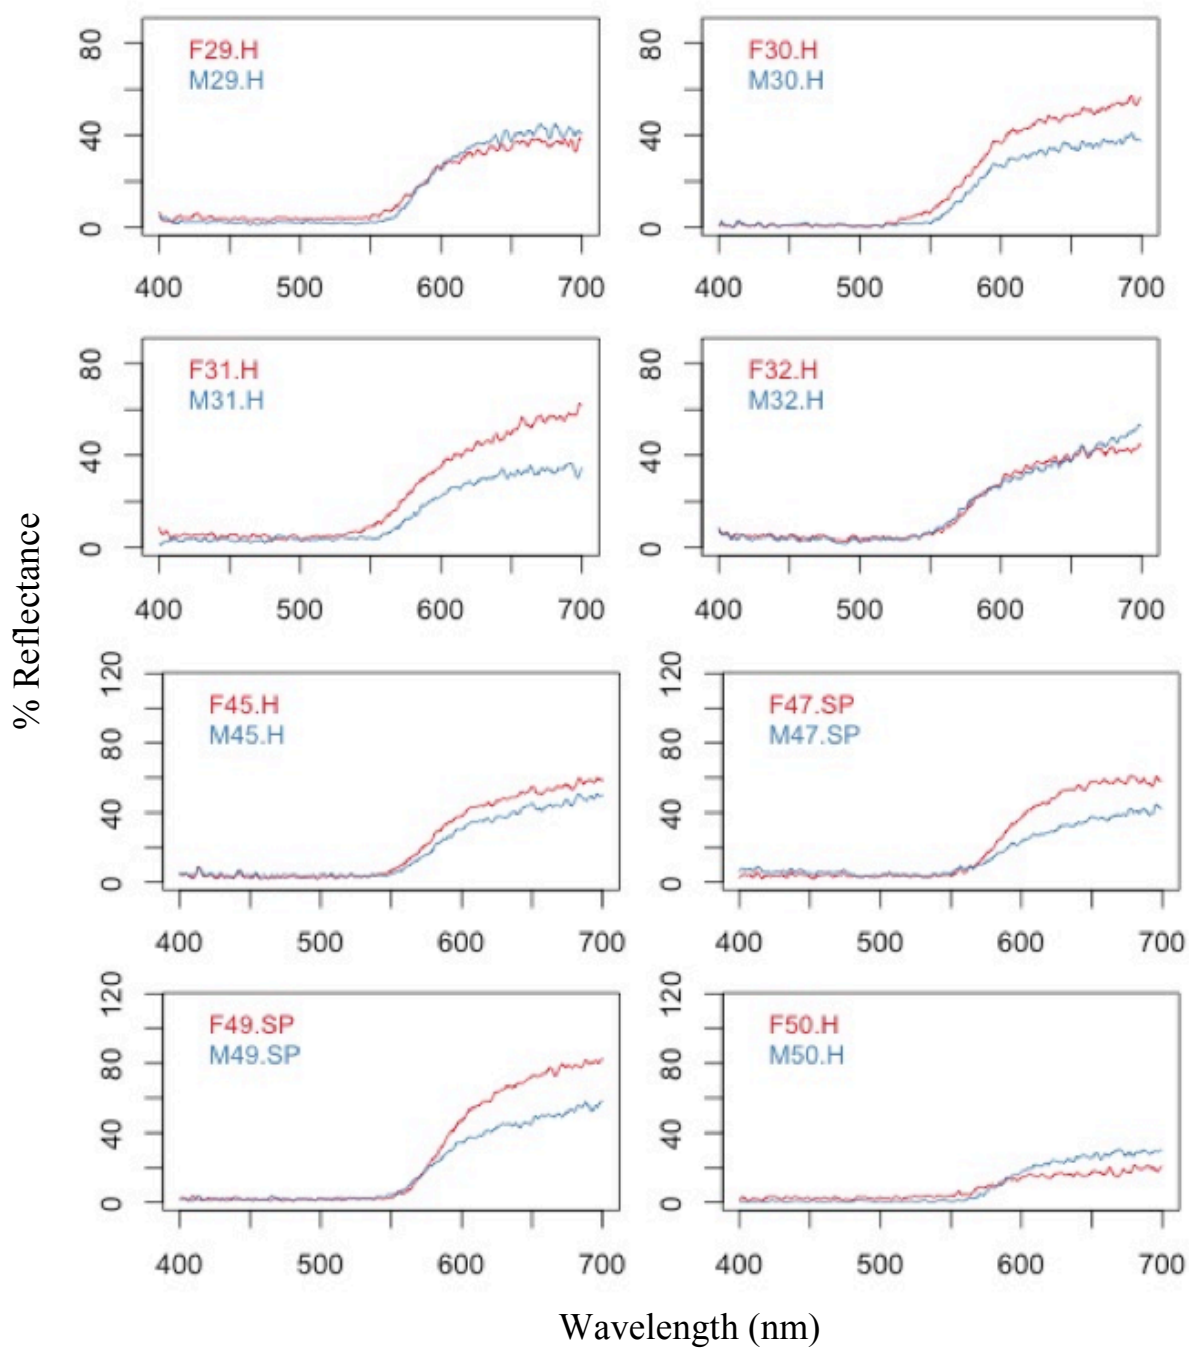 % Reflectance
80
40
0
F29.H
M29.H
400 500 600 700
80
40
0
F30.H
M30.H
400 500 600 700
80
40
0
F31.H
M31.H
400 500 600 700
80
40
0
F32.H
M32.H
400 500 600 700
120
80
40
0
F45.H
M45.H
400 500 600 700
120
80
40
0
F47.SP
M47.SP
400 500 600 700
120
80
40
0
F49.SP
M49.SP
400 500 600 700
120
80
40
0
F50.H
M50.H
400 500 600 700
Wavelength (nm)